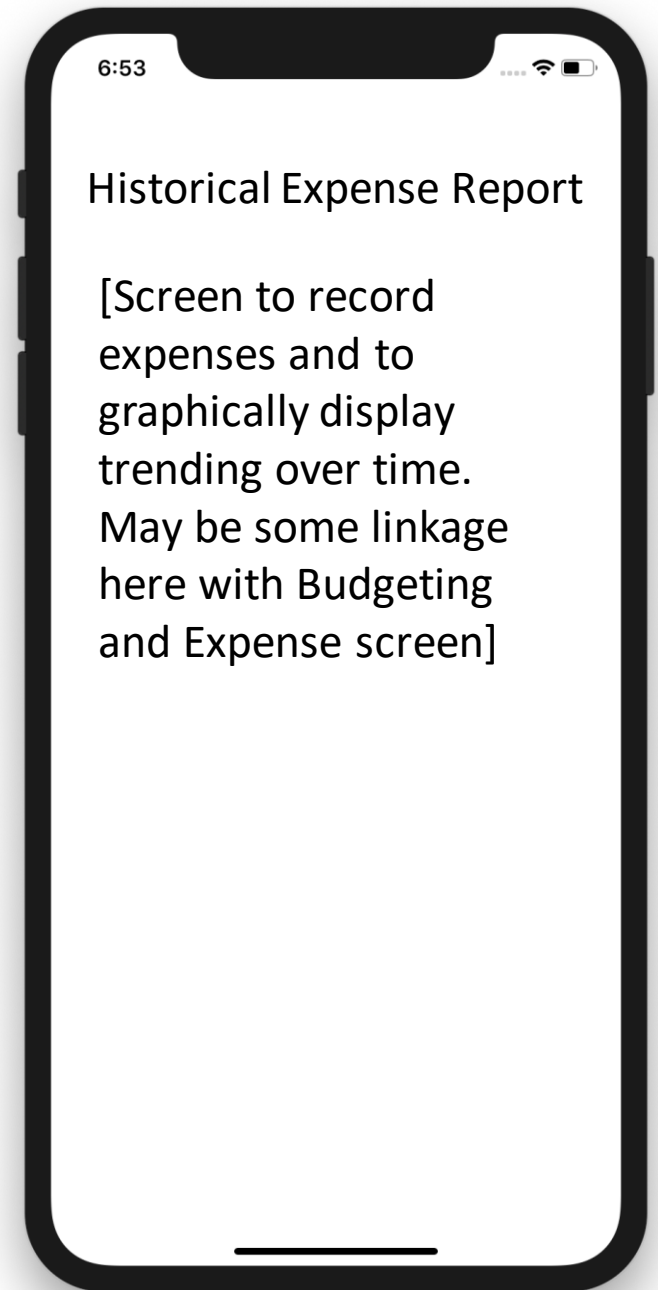 6:53
Historical Expense Report
[Screen to record
expenses and to
graphically display
trending over time.
May be some linkage
here with Budgeting
and Expense screen]